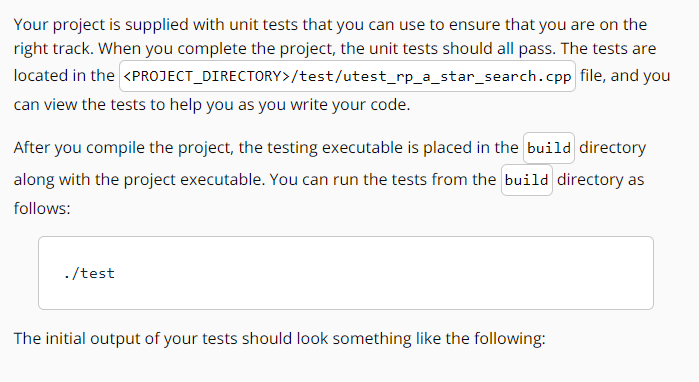 Your project is supplied with unit tests that you can use to ensure that you are on the
right track. When you complete the project, the unit tests should all pass. The tests are
located in the <PROJECT_DIRECTORY>/test/utest_rp_a_star_search.cpp file, and you
can view the tests to help you as you write your code.
After you compile the project, the testing executable is placed in the build directory
along with the project executable. You can run the tests from the build directory as
follows:
./test
The initial output of your tests should look something like the following: